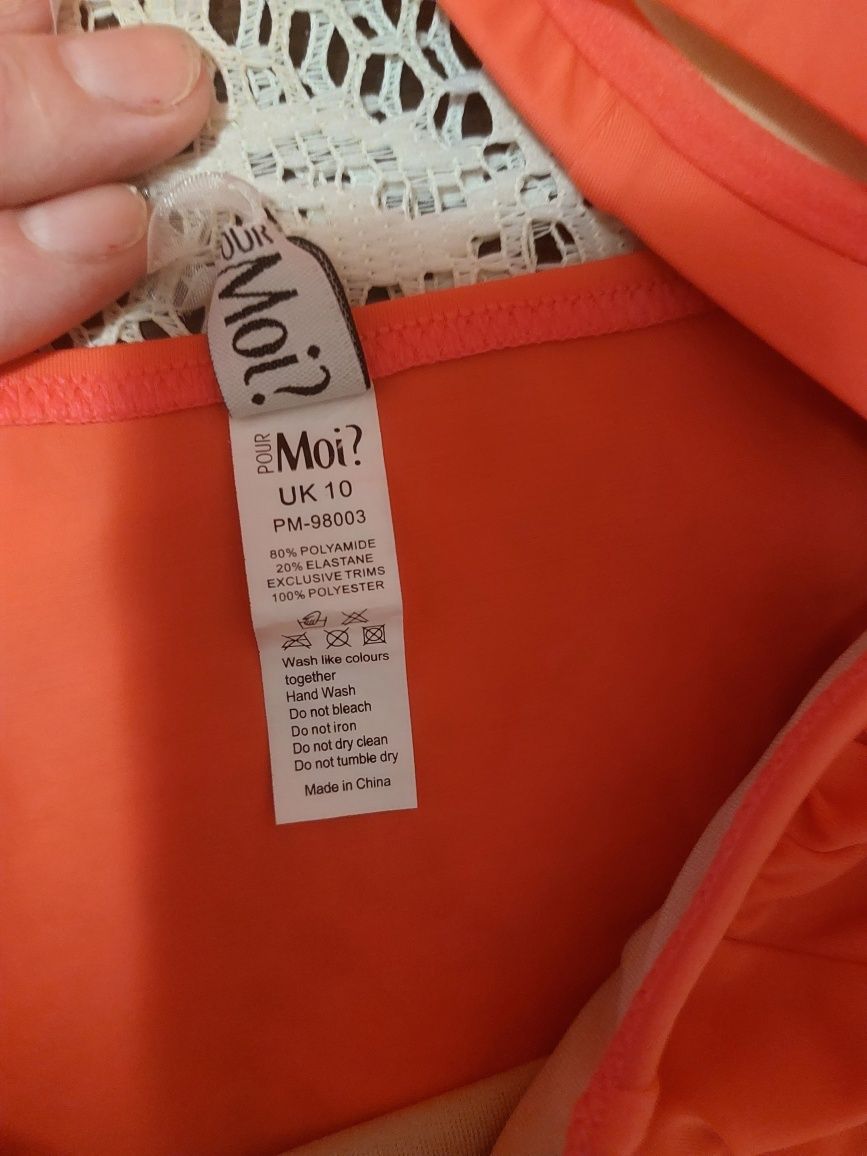 POUR
Moi?
POUR Moi?
UK 10
PM-98003
80% POLYAMIDE
20% ELASTANE
EXCLUSIVE TRIMS
100% POLYESTER
Wash like colours
together
Hand Wash
Do not bleach
Do not iron
Do not dry clean
Do not tumble dry
Made in China